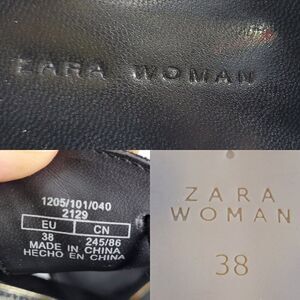 ZARA WOMAN
1205/101/040
2129
EU CN
38 245/86
MADE IN CHINA
HECHO EN CHINA
ZARA
WOMAN
38